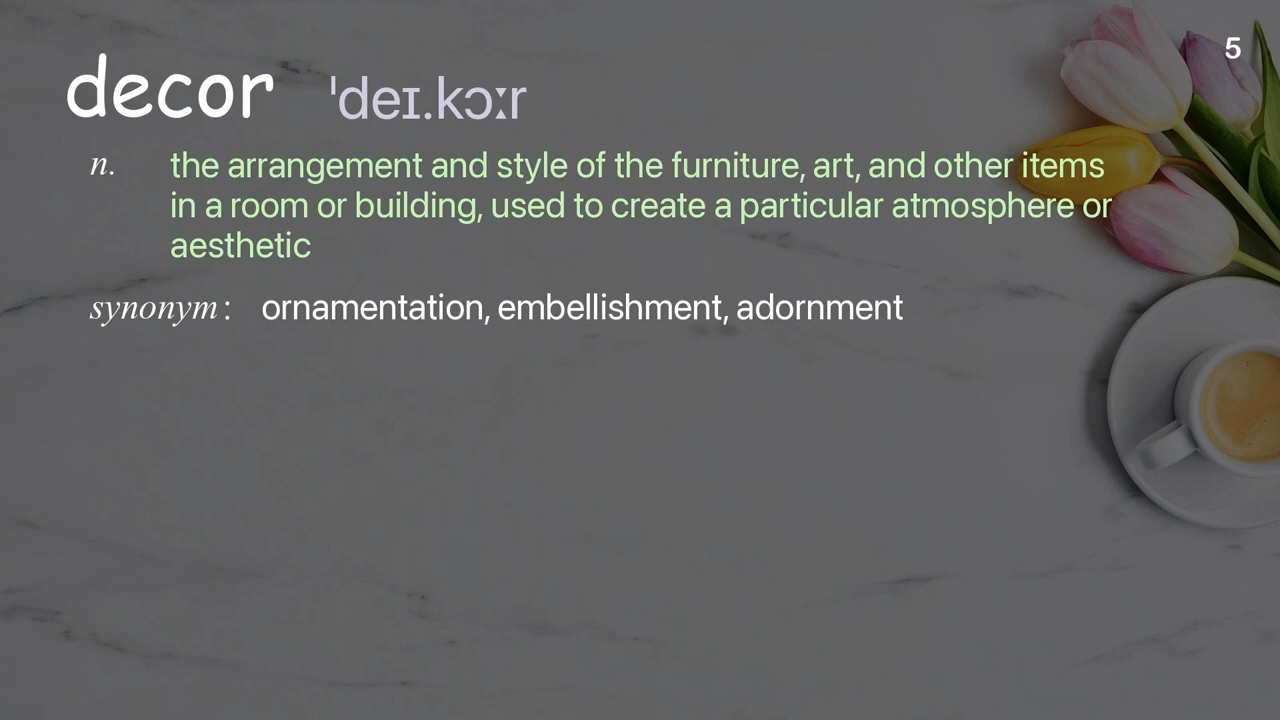 5
decor ˈdeɪ.kɔːr
n. the arrangement and style of the furniture, art, and other items
in a room or building, used to create a particular atmosphere or
aesthetic
synonym : ornamentation, embellishment, adornment